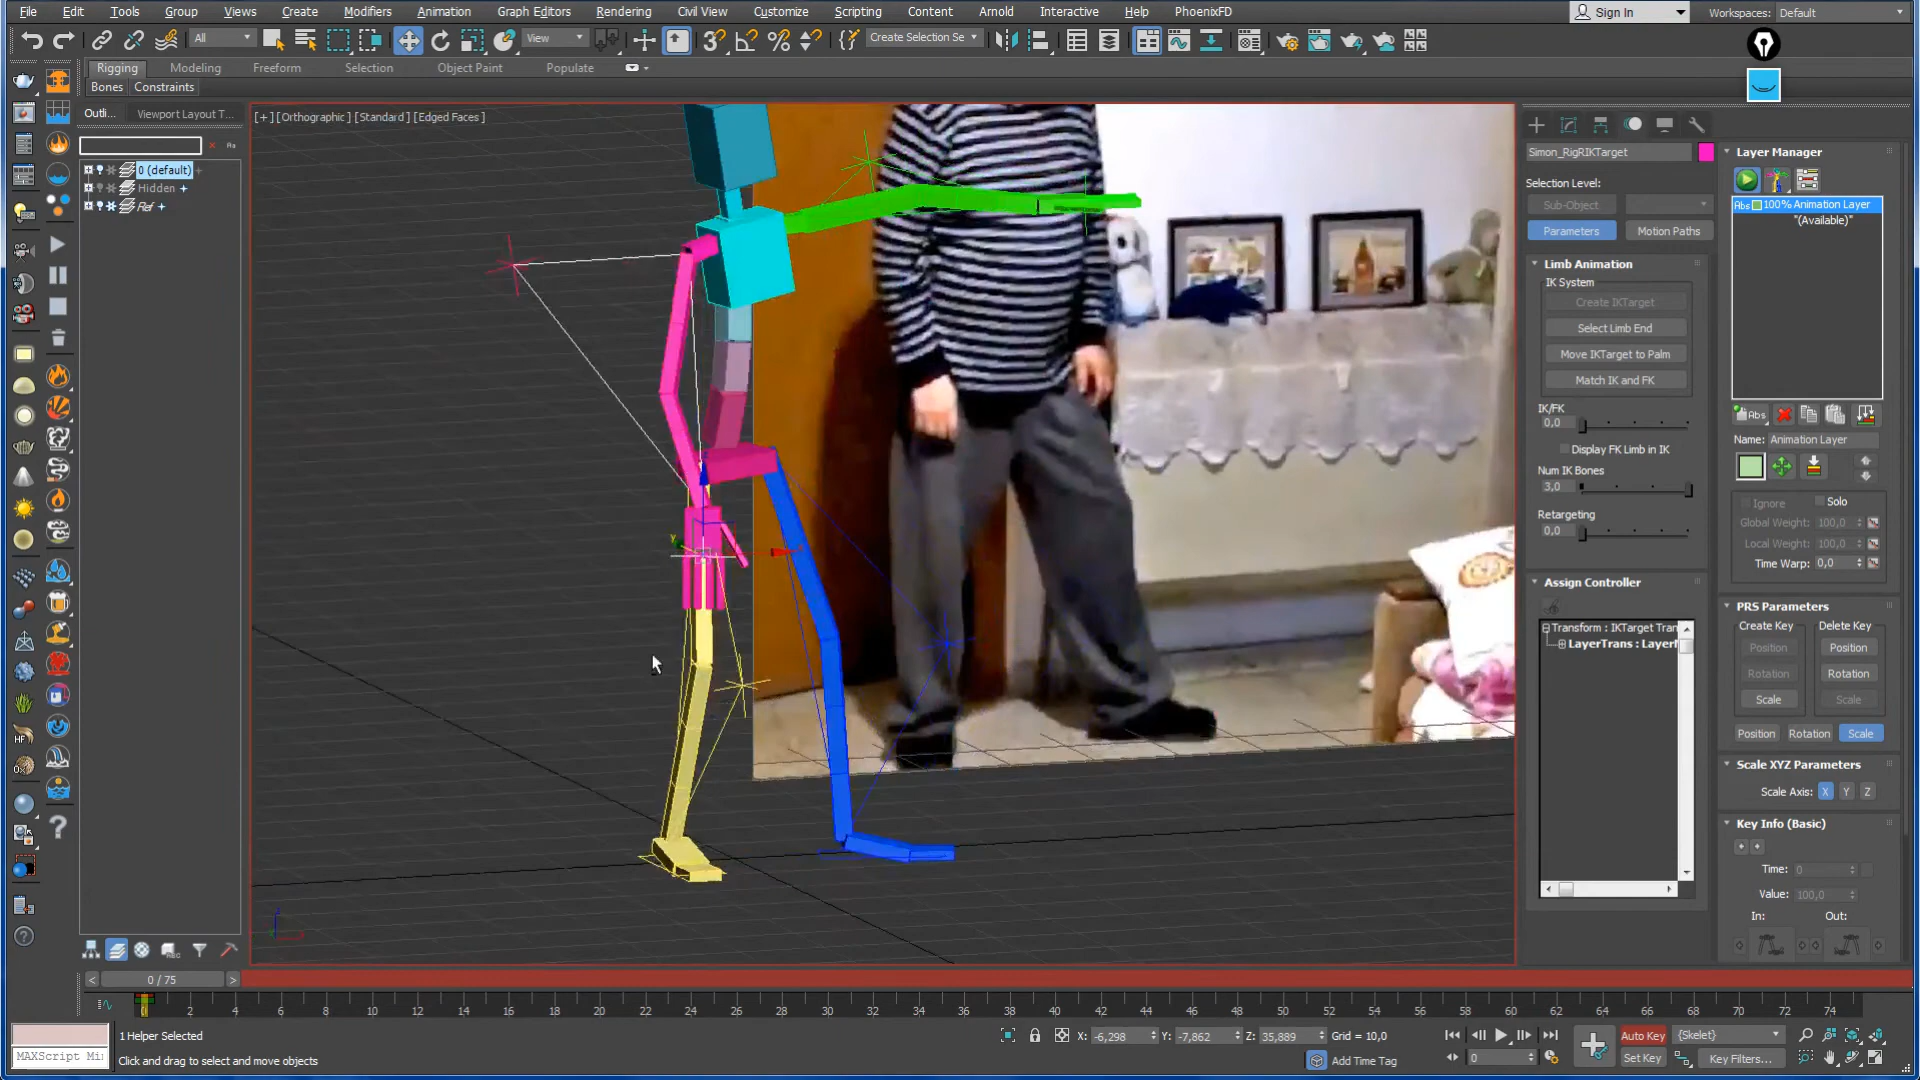 File Edit Tools Group Views Create Modifiers Animation Graph Editors Rendering Civil View Customize Scripting Content Arnold Interactive Help PhoenixFD Sign In Workspaces: Default
All View Create Selection Se
Rigging Modeling Freeform Selection Object Paint Populate
Bones Constraints
Outli... Viewport Layout T...
0 (default)
Hidden
Ref
[+] [Orthographic] [Standard] [Edged Faces]
Simon_RigRIKTarget
Selection Level:
Sub-Object
Parameters Motion Paths
Limb Animation
IK System
Create IKTarget
Select Limb End
Move IKTarget to Palm
Match IK and FK
IK/FK
0,0
Display FK Limb in IK
Num IK Bones
3,0
Retargeting
0,0
Assign Controller
Transform : IKTarget Tran
LayerTrans : Layer
Layer Manager
Abs 100% Animation Layer
"(Available)"
Abs
Name: Animation Layer
Ignore Solo
Global Weight: 100,0
Local Weight: 100,0
Time Warp: 0,0
PRS Parameters
Create Key Delete Key
Position Position
Rotation Rotation
Scale Scale
Position Rotation Scale
Scale XYZ Parameters
Scale Axis: X Y Z
Key Info (Basic)
Time: 0
Value: 100,0
In: Out:
< 0 / 75 >
0 2 4 6 8 10 12 14 16 18 20 22 24 26 28 30 32 34 36 38 40 42 44 46 48 50 52 54 56 58 60 62 64 66 68 70 72 74
1 Helper Selected
X: -6,298 Y: -7,862 Z: 35,889 Grid = 10,0
Auto Key {Skelet}
MAXScript Mi
Click and drag to select and move objects
Add Time Tag
0
Set Key Key Filters...